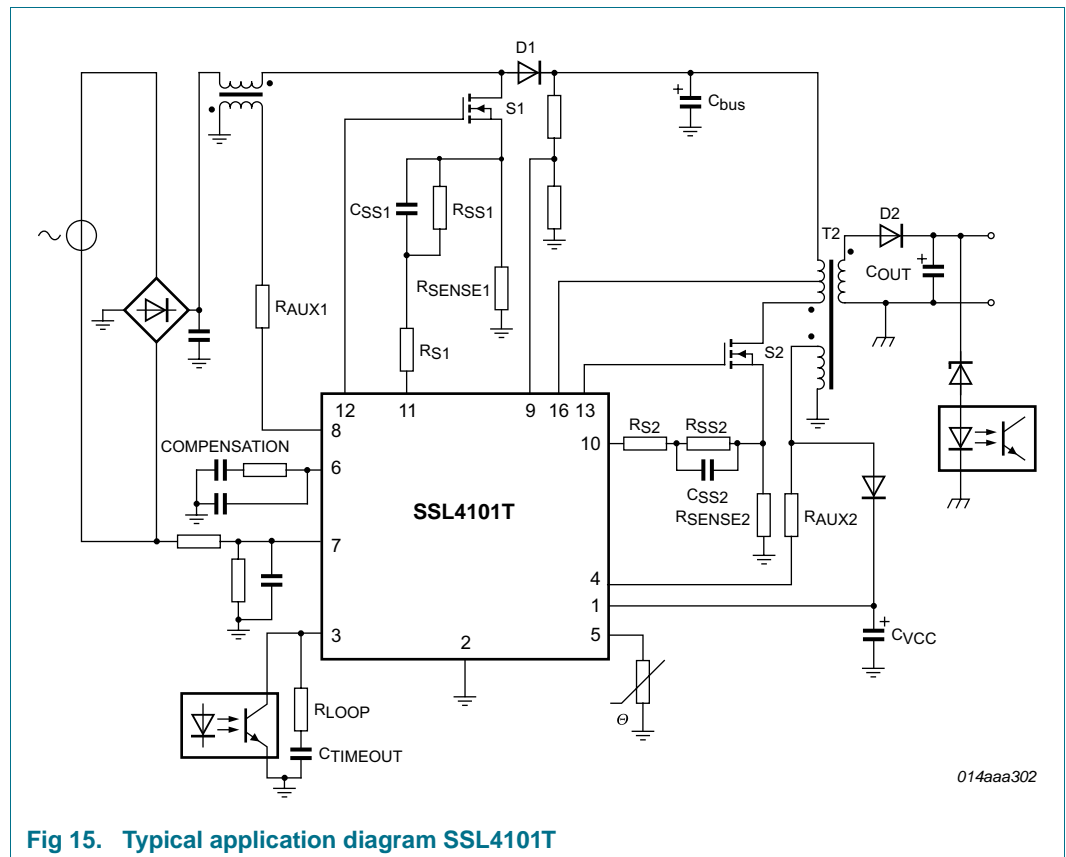 D1
S1
Cbus
CSS1
RSS1
T2
D2
COUT
RSENSE1
RAUX1
RS1
S2
12
11
9
16
13
8
10
RS2
RSS2
COMPENSATION
6
CSS2
SSL4101T
RSENSE2
RAUX2
7
4
1
3
2
5
CVCC
RLOOP
Θ
CTIMEOUT
014aaa302
Fig 15. Typical application diagram SSL4101T